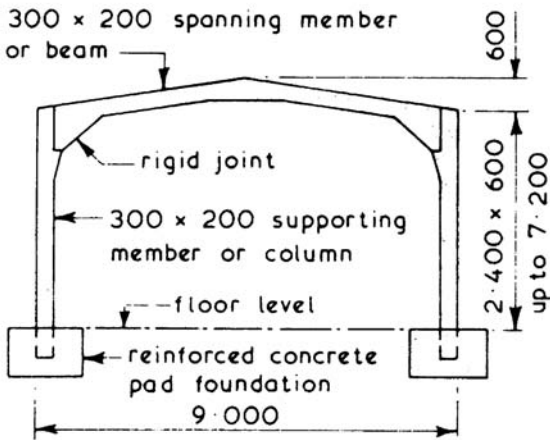 300 × 200 spanning member
or beam
600
rigid joint
300 × 200 supporting
member or column
2·400 × 600
up to 7·200
floor level
reinforced concrete
pad foundation
9·000